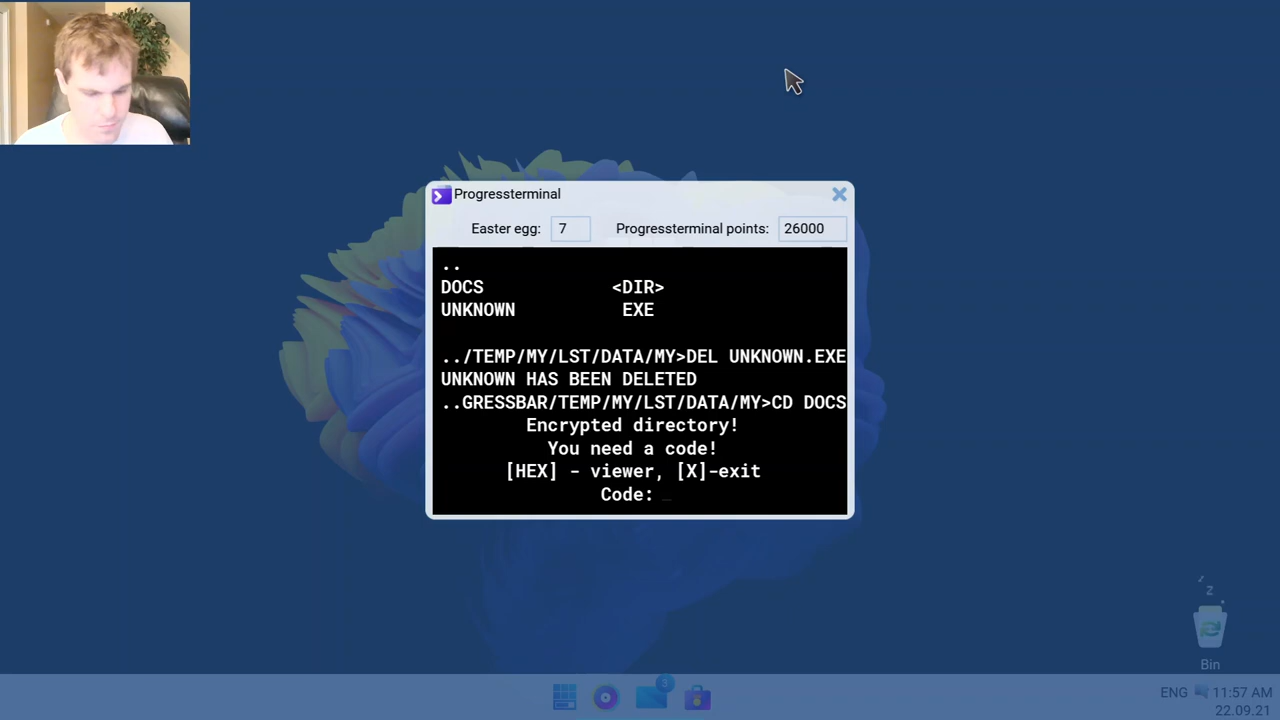 Progressterminal
Easter egg: 7 Progressterminal points: 26000
..
DOCS <DIR>
UNKNOWN EXE
../TEMP/MY/LST/DATA/MY>DEL UNKNOWN.EXE
UNKNOWN HAS BEEN DELETED
..GRESSBAR/TEMP/MY/LST/DATA/MY>CD DOCS
Encrypted directory!
You need a code!
[HEX] - viewer, [X]-exit
Code: _
z
Bin
3
ENG 11:57 AM
22.09.21